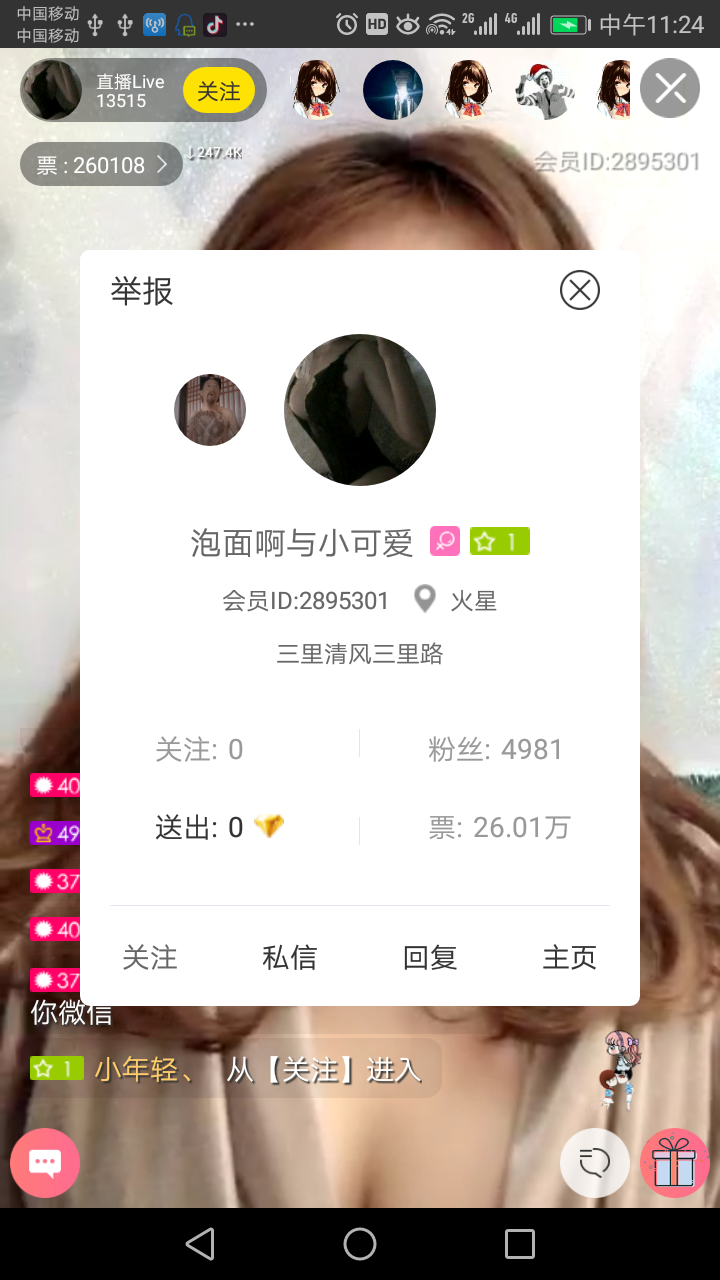 中国移动
中国移动
HD
2G
4G
中午11:24
直播Live
13515
关注
票 : 260108
↓247.4K
会员ID:2895301
举报
泡面啊与小可爱
1
会员ID:2895301
火星
三里清风三里路
关注: 0
粉丝: 4981
送出: 0
票: 26.01万
40
49
37
40
37
关注
私信
回复
主页
你微信
1
小年轻、 从【关注】进入